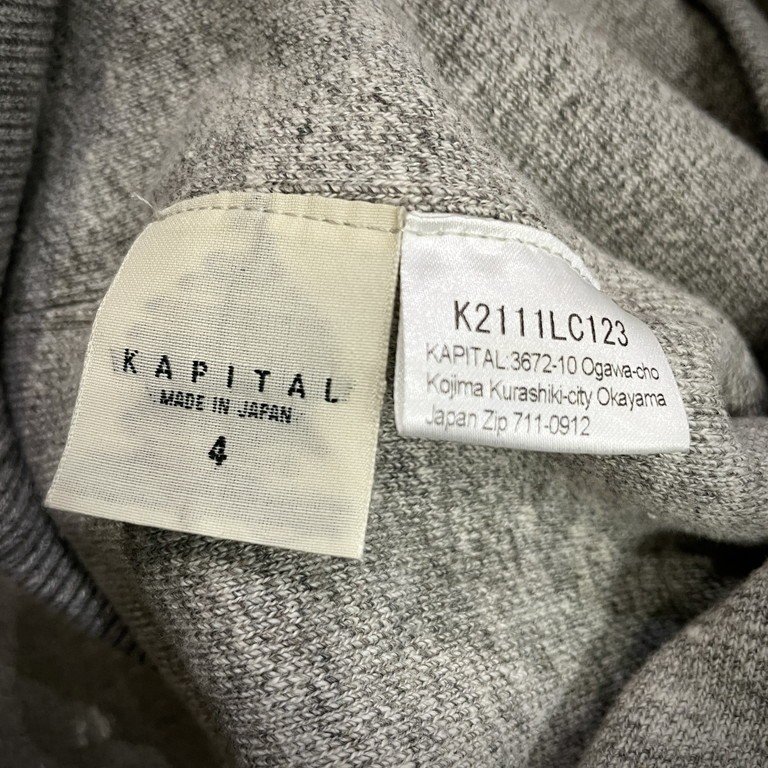 KAPITAL
MADE IN JAPAN
4
K2111LC123
KAPITAL:3672-10 Ogawa-cho
Kojima Kurashiki-city Okayama
Japan Zip 711-0912